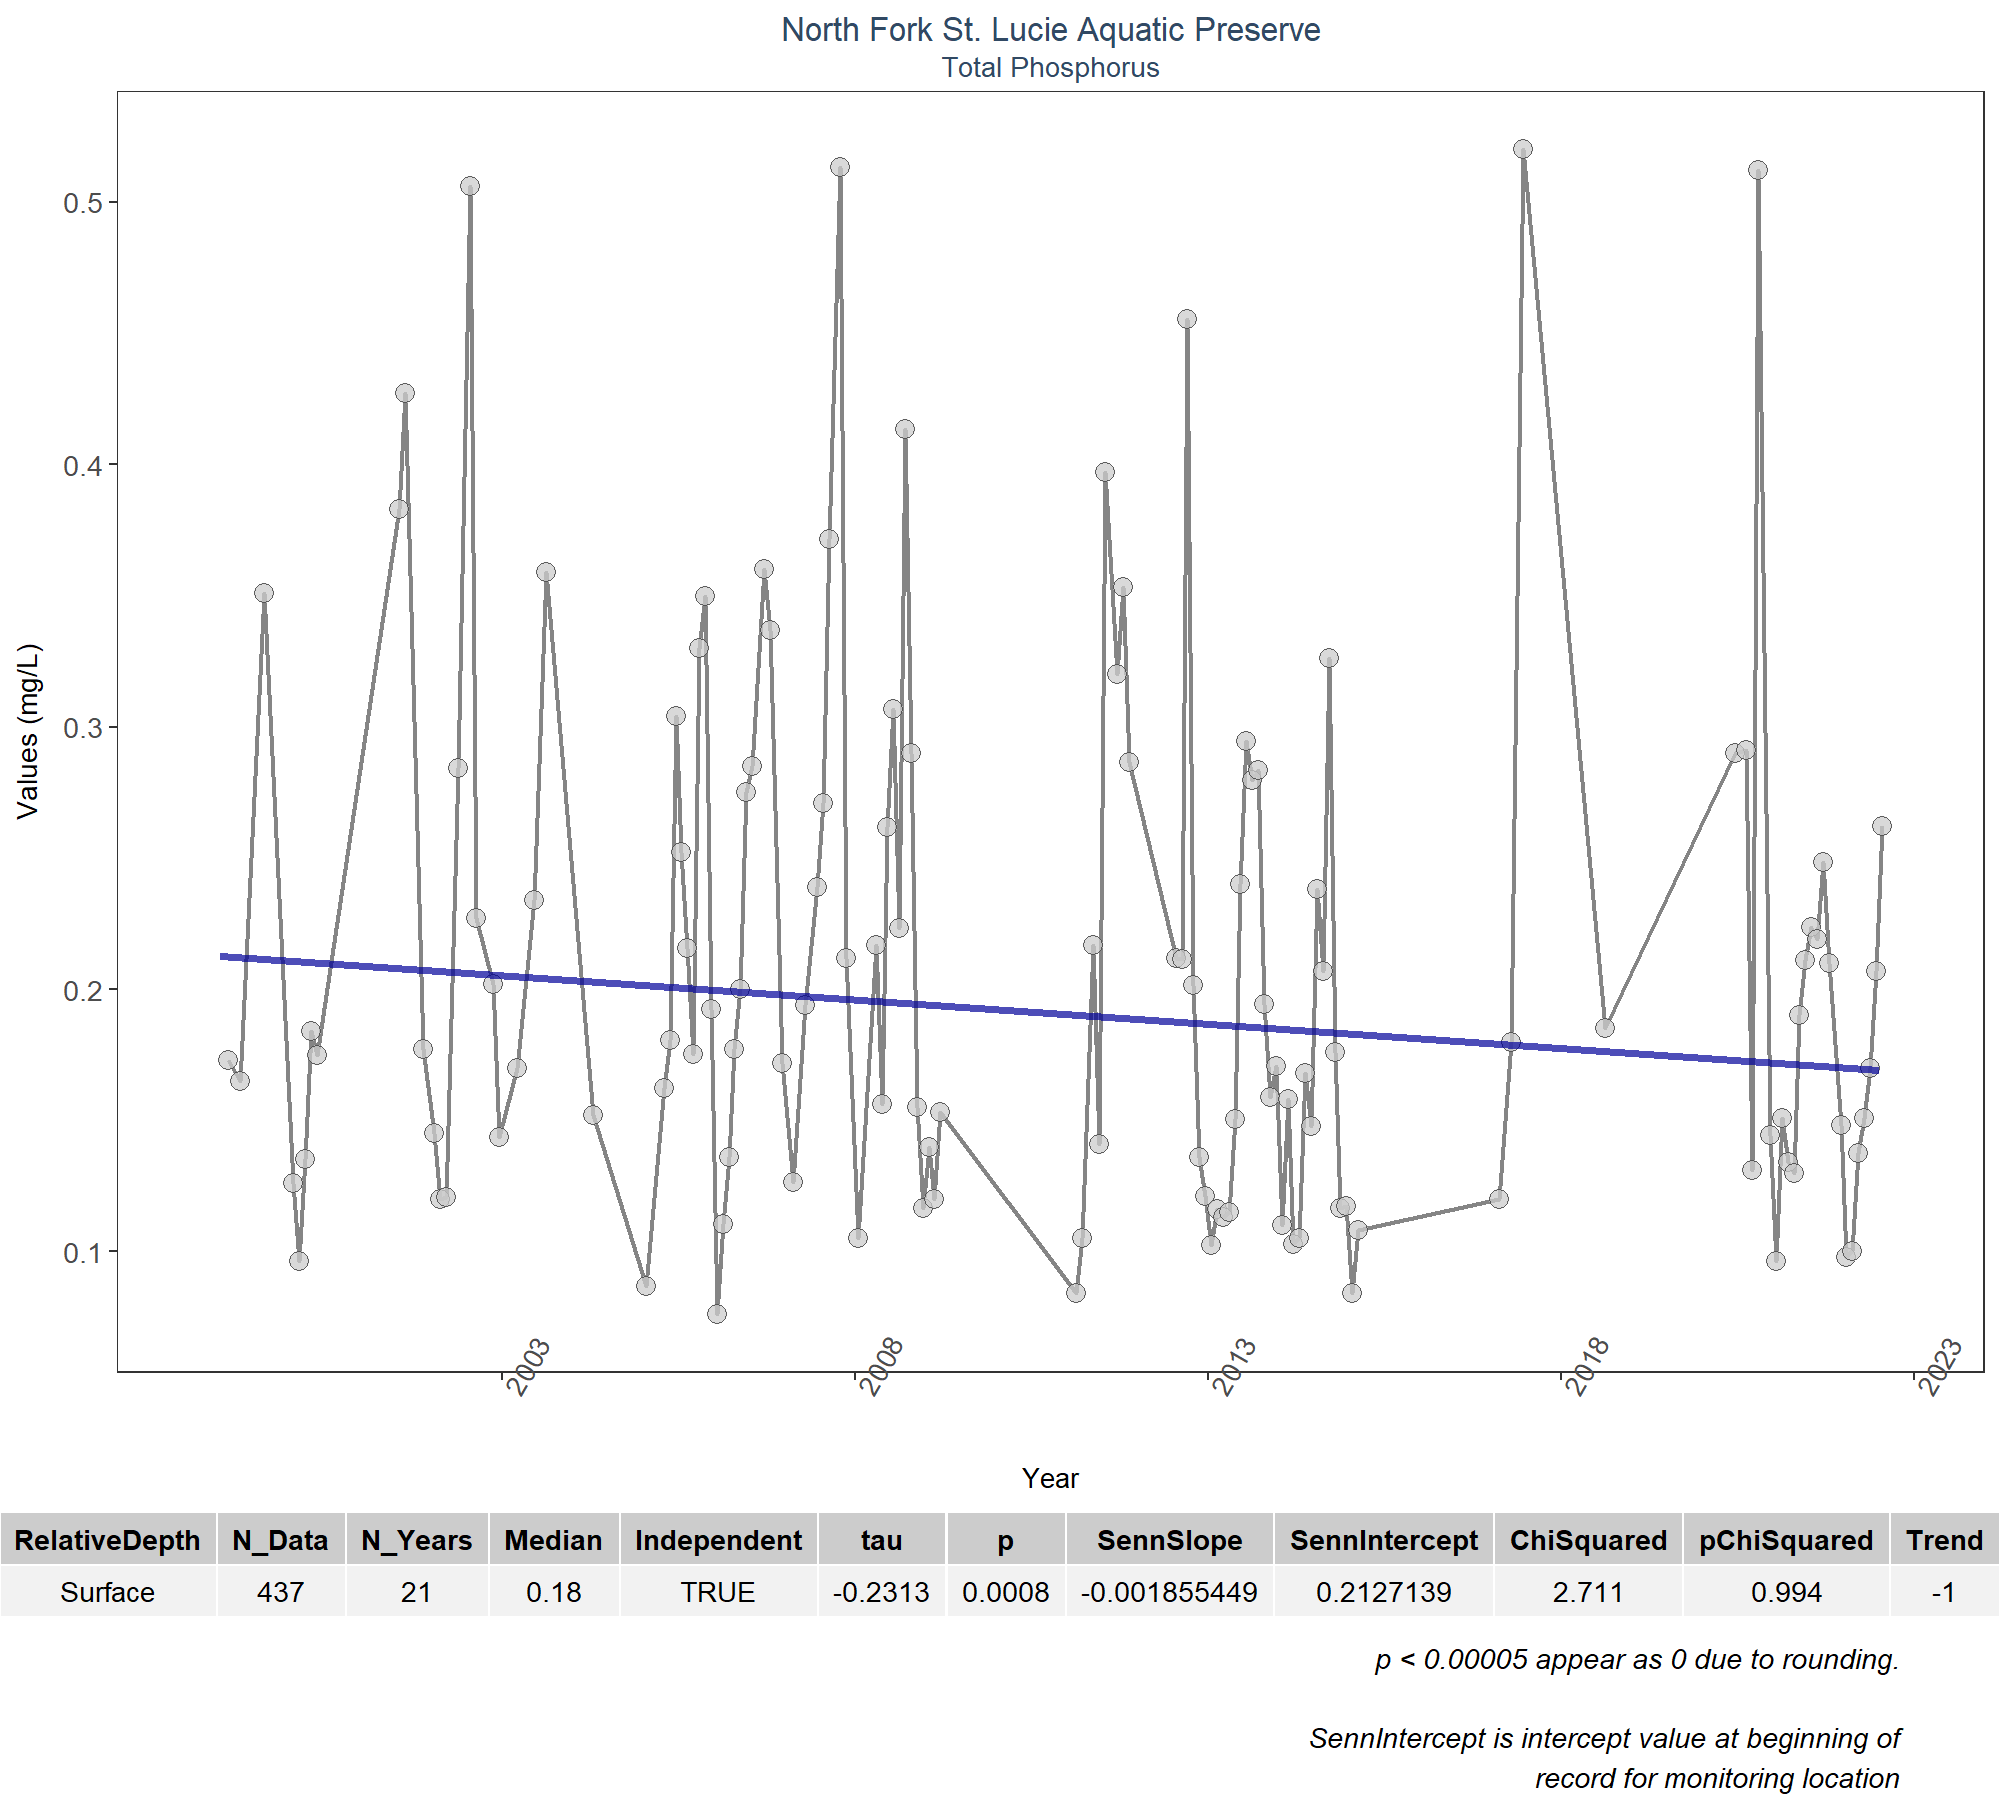 North Fork St. Lucie Aquatic Preserve
Total Phosphorus
0.5
0.4
0.3
0.2
0.1
Values (mg/L)
2003 2008 2013 2018 2023
Year
RelativeDepth N_Data N_Years Median Independent tau p SennSlope SennIntercept ChiSquared pChiSquared Trend
Surface 437 21 0.18 TRUE -0.2313 0.0008 -0.001855449 0.2127139 2.711 0.994 -1
p < 0.00005 appear as 0 due to rounding.
SennIntercept is intercept value at beginning of
record for monitoring location